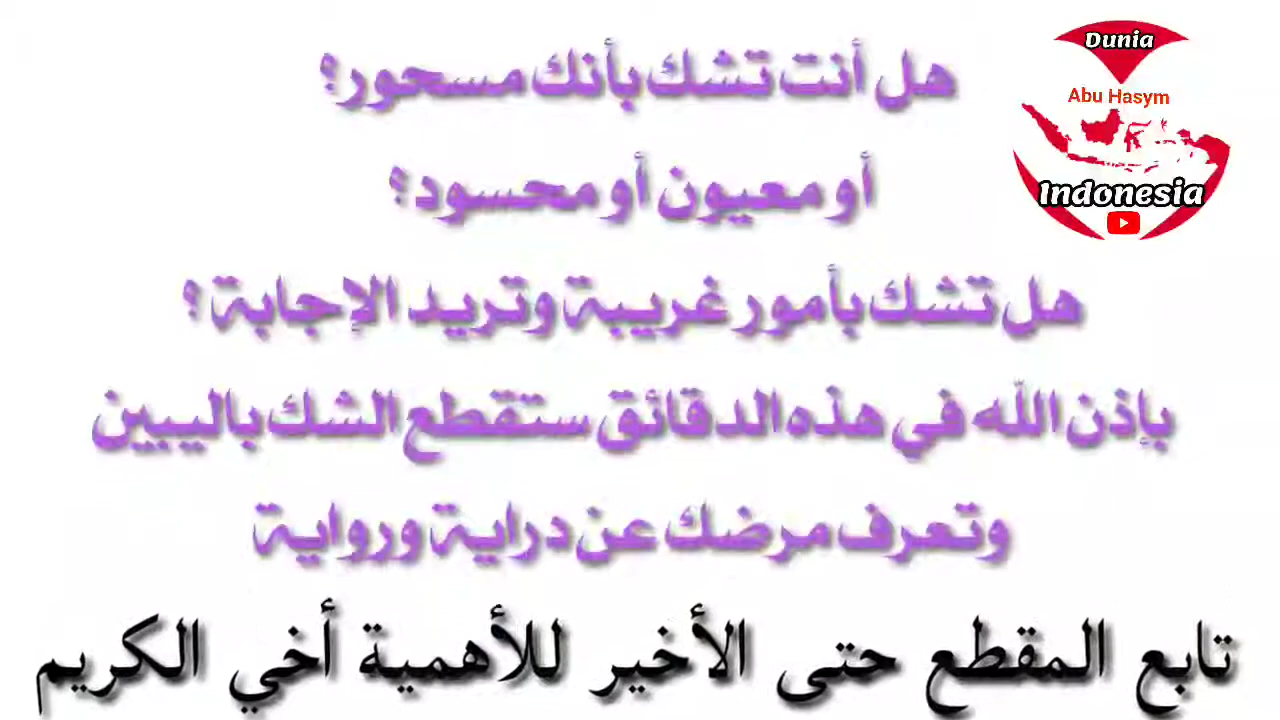 هل أنت تشك بأنك مسحور؟
أو معيون أو محسود؟
هل تشك بأمور غريبة وتريد الإجابة ؟
بإذن الله في هذه الدقائق ستقطع الشك باليبين
وتعرف مرضك عن دراية ورواية
تابع المقطع حتى الأخير للأهمية أخي الكريم
Dunia
Abu Hasym
Indonesia